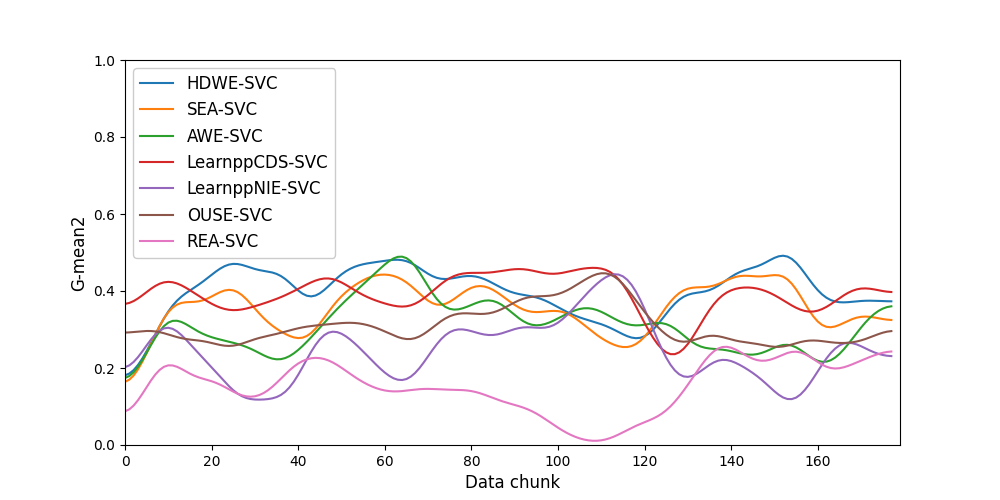 1.0
0.8
0.6
0.4
0.2
0.0
G-mean2
HDWE-SVC
SEA-SVC
AWE-SVC
LearnppCDS-SVC
LearnppNIE-SVC
OUSE-SVC
REA-SVC
0 20 40 60 80 100 120 140 160
Data chunk